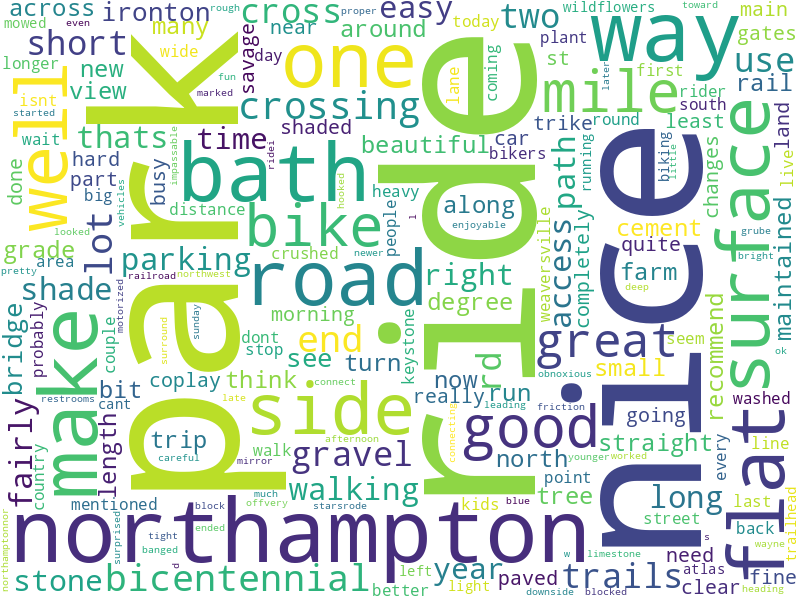 across
mowed
even
ironton
rough
cross
proper
easy
today
two
wildflowers
toward
main
short
many
savage
near
around
way
plant
gates
longer
new
wide
day
one
coming
lane
st
mile
first
use
rail
view
isnt
started
fun
marked
crossing
well
thats
impassable
time
shaded
ridei
car
bikers
beautiful
trike
round
later
rider
south
least
land
wait
hard
part
big
busy
bath
hooked
heavy
path
running
biking
little
changes
live
done
vehicles
distance
bike
people
along
l
enjoyable
nice
cement
quite
grube
bright
surface
maintained
grade
lot
area
looked
pretty
parking
crushed
newer
road
right
access
weaversville
completely
farm
deep
shade
railroad
northwest
motorized
morning
degree
ride
park
bridge
probably
couple
surround
sunday
end
dont
stop
see
turn
keystone
now
great
small
seem
ok
make
restrooms
cant
bit
coplay
think
connect
really
rd
run
obnoxious
leading
friction
going
recommend
washed
fairly
country
length
trip
careful
late
side
afternoon
good
connecting
north
younger
worked
straight
every
line
walk
mirror
gravel
point
tree
mentioned
block
much
offvery
walking
starsrode
kids
blue
long
street
last
flat
trailhead
northamptonnor
surprised
tight
banged
ended
northampton
w
limestone
s
back
wayne
stone
bicentennial
d
left
better
year
light
paved
downside
trails
blocked
need
atlas
clear
fine
heading